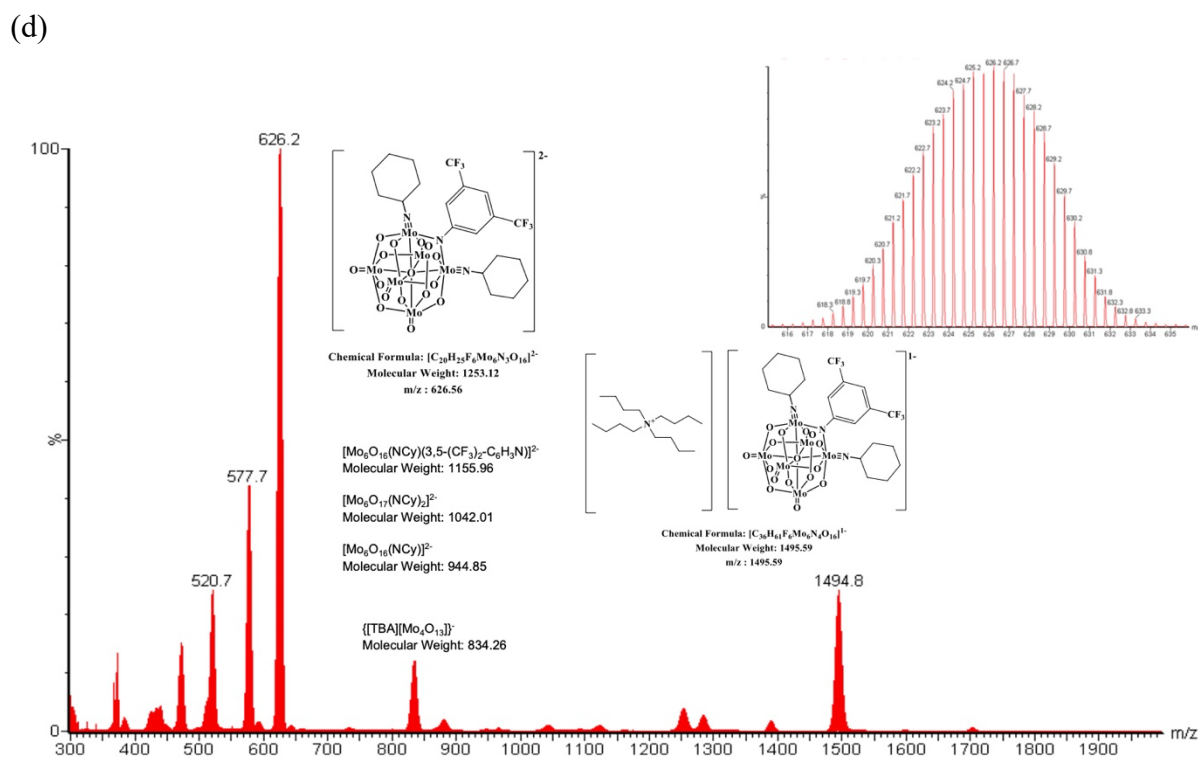 (d)
100
%
0
626.2
577.7
520.7
1494.8
[ ]2-
CF3
CF3
N
N
Mo≡N
Mo
O=Mo
O
Chemical Formula: [C20H25F6Mo6N3O16]2-
Molecular Weight: 1253.12
m/z : 626.56
[Mo6O16(NCy)(3,5-(CF3)2-C6H3N)]2-
Molecular Weight: 1155.96
[Mo6O17(NCy)2]2-
Molecular Weight: 1042.01
[Mo6O16(NCy)]2-
Molecular Weight: 944.85
{[TBA][Mo4O13]}-
Molecular Weight: 834.26
%
0
618.3 618.8 619.3 619.7 620.3 620.7 621.2 621.7 622.2 622.7 623.2 623.7 624.2 624.7 625.2 626.2 626.7 627.7 628.2 628.7 629.2 629.7 630.2 630.8 631.3 631.8 632.3 632.8 633.3
616 617 618 619 620 621 622 623 624 625 626 627 628 629 630 631 632 633 634 635
N+
[ ]1-
CF3
CF3
N
N
Mo≡N
Mo
O=Mo
O
Chemical Formula: [C36H61F6Mo6N4O16]1-
Molecular Weight: 1495.59
m/z : 1495.59
300 400 500 600 700 800 900 1000 1100 1200 1300 1400 1500 1600 1700 1800 1900 m/z